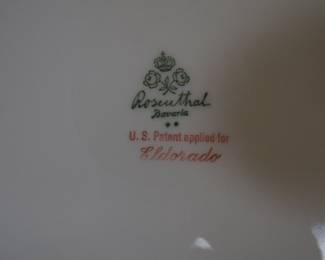 Rosenthal
Bavaria
U. S. Patent applied for
Eldorado